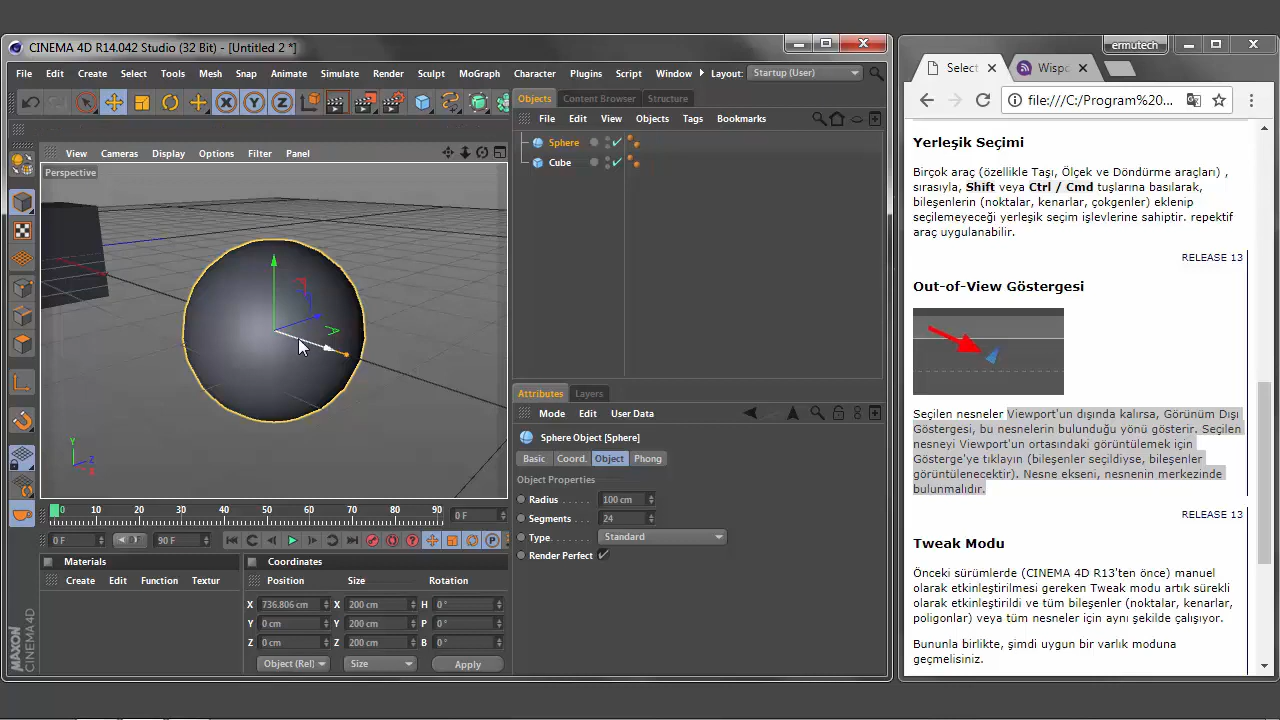 CINEMA 4D R14.042 Studio (32 Bit) - [Untitled 2 *]
File Edit Create Select Tools Mesh Snap Animate Simulate Render Sculpt MoGraph Character Plugins Script Window Layout: Startup (User)
X Y Z
Objects Content Browser Structure
File Edit View Objects Tags Bookmarks
Sphere
Cube
View Cameras Display Options Filter Panel
Perspective
Y
Z
X
0 10 20 30 40 50 60 70 80 90
0 F
0 F 90 F
P
Attributes Layers
Mode Edit User Data
Sphere Object [Sphere]
Basic Coord. Object Phong
Object Properties
Radius . . . . . 100 cm
Segments . . . 24
Type. . . . . . Standard
Render Perfect
Materials
Create Edit Function Textur
Coordinates
Position Size Rotation
X 736.806 cm X 200 cm H 0 °
Y 0 cm Y 200 cm P 0 °
Z 0 cm Z 200 cm B 0 °
Object (Rel) Size Apply
MAXON
CINEMA 4D
ermutech
Select Wispo
file:///C:/Program%20...
Yerleşik Seçimi
Birçok araç (özellikle Taşı, Ölçek ve Döndürme araçları) ,
sırasıyla, Shift veya Ctrl / Cmd tuşlarına basılarak,
bileşenlerin (noktalar, kenarlar, çokgenler) eklenip
seçilemeyeceği yerleşik seçim işlevlerine sahiptir. repektif
araç uygulanabilir.
RELEASE 13
Out-of-View Göstergesi
Seçilen nesneler Viewport'un dışında kalırsa, Görünüm Dışı
Göstergesi, bu nesnelerin bulunduğu yönü gösterir. Seçilen
nesneyi Viewport'un ortasındaki görüntülemek için
Gösterge'ye tıklayın (bileşenler seçildiyse, bileşenler
görüntülenecektir). Nesne ekseni, nesnenin merkezinde
bulunmalıdır.
RELEASE 13
Tweak Modu
Önceki sürümlerde (CINEMA 4D R13'ten önce) manuel
olarak etkinleştirilmesi gereken Tweak modu artık sürekli
olarak etkinleştirildi ve tüm bileşenler (noktalar, kenarlar,
poligonlar) veya tüm nesneler için aynı şekilde çalışıyor.
Bununla birlikte, şimdi uygun bir varlık moduna
geçmelisiniz.